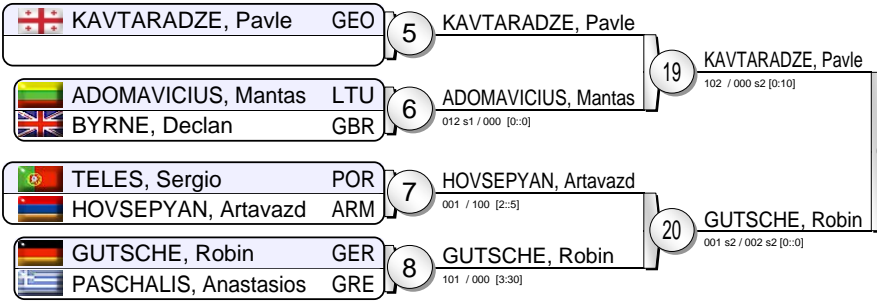 KAVTARADZE, Pavle GEO
5
KAVTARADZE, Pavle
19
KAVTARADZE, Pavle
102 / 000 s2 [0:10]
ADOMAVICIUS, Mantas LTU
BYRNE, Declan GBR
6
ADOMAVICIUS, Mantas
012 s1 / 000 [0::0]
TELES, Sergio POR
HOVSEPYAN, Artavazd ARM
7
HOVSEPYAN, Artavazd
001 / 100 [2::5]
20
GUTSCHE, Robin
001 s2 / 002 s2 [0::0]
GUTSCHE, Robin GER
PASCHALIS, Anastasios GRE
8
GUTSCHE, Robin
101 / 000 [3:30]